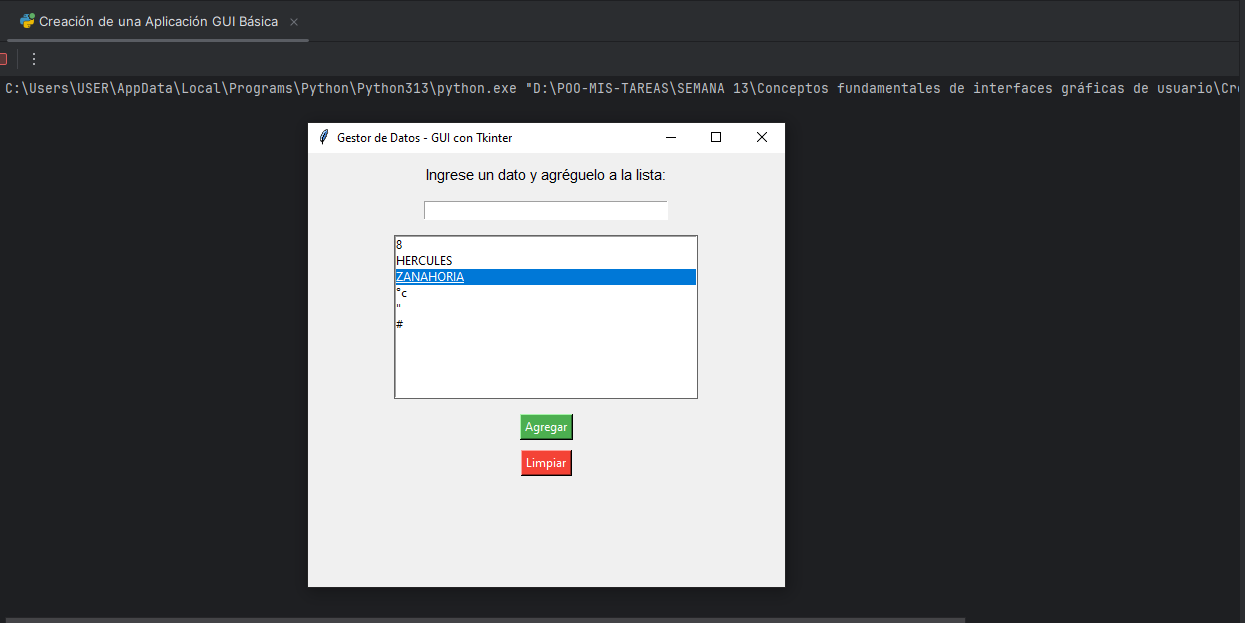 Creación de una Aplicación GUI Básica
C:\Users\USER\AppData\Local\Programs\Python\Python313\python.exe "D:\POO-MIS-TAREAS\SEMANA 13\Conceptos fundamentales de interfaces gráficas de usuario\Cre
Gestor de Datos - GUI con Tkinter
Ingrese un dato y agréguelo a la lista:
8
HERCULES
ZANAHORIA
°c
"
#
Agregar
Limpiar